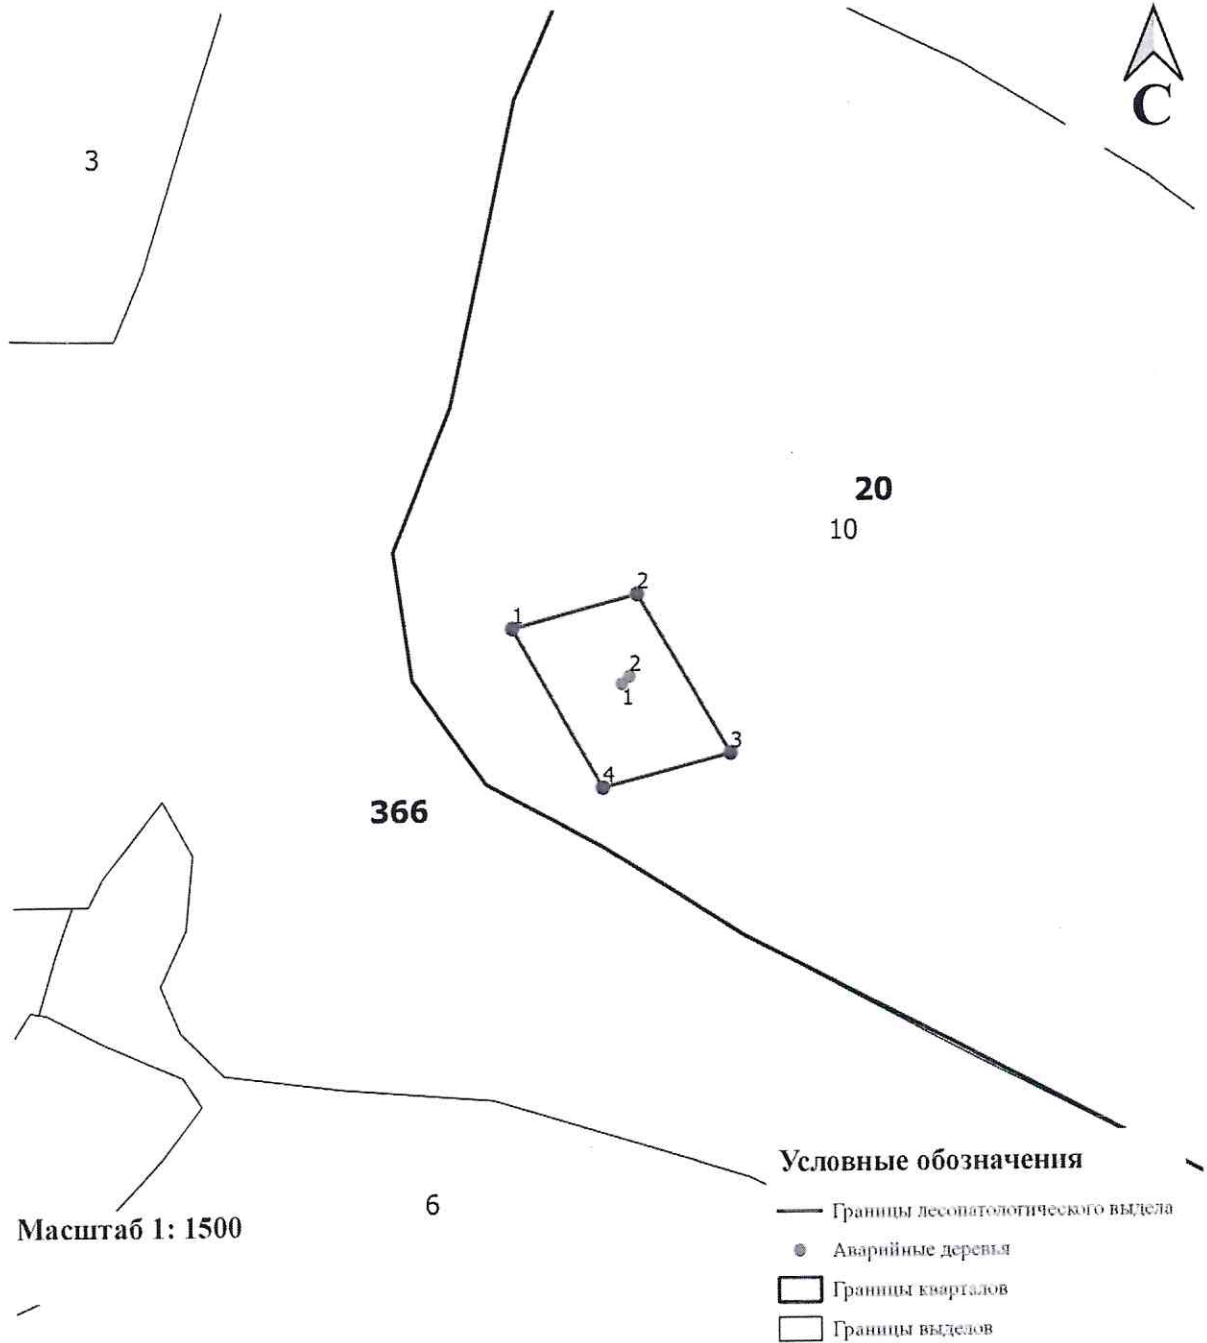 С
3
20
10
2
1
2
1
3
4
366
Условные обозначения
6
Масштаб 1: 1500
Границы лесопатологического выдела
Аварийные деревья
Границы кварталов
Границы выделов